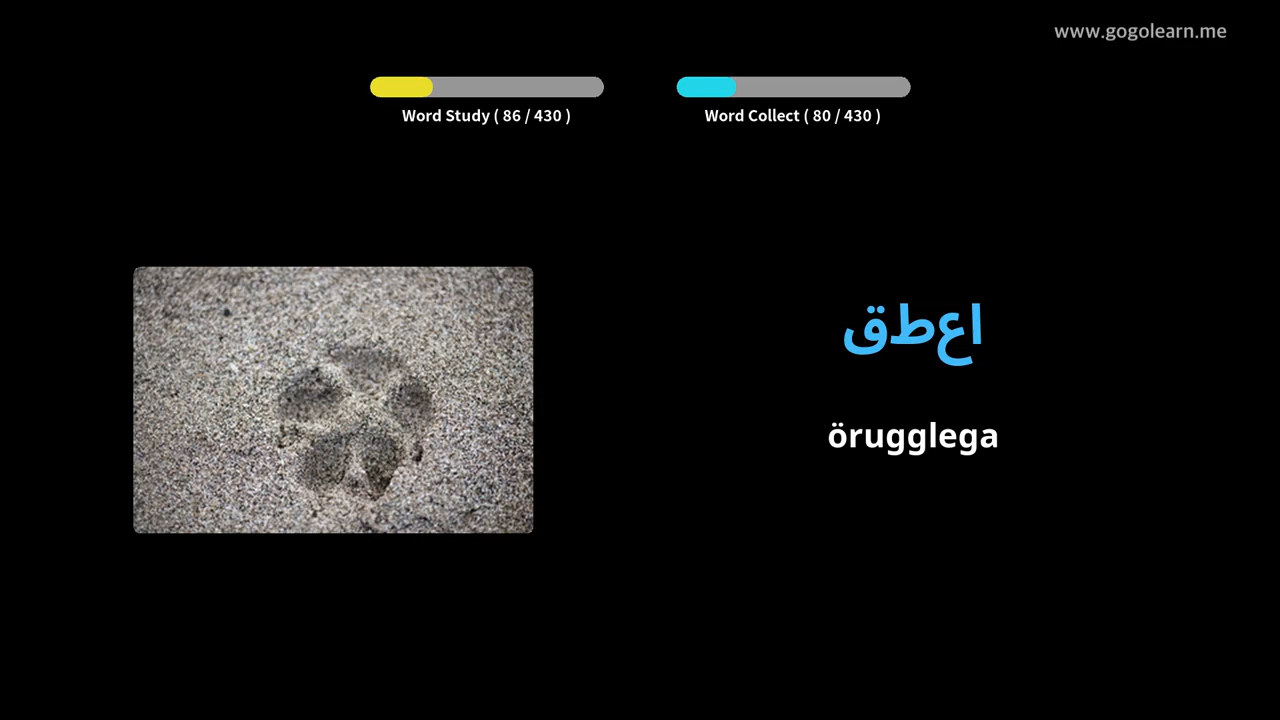 www.gogolearn.me
Word Study ( 86 / 430 )
Word Collect ( 80 / 430 )
اعطق
örugglega